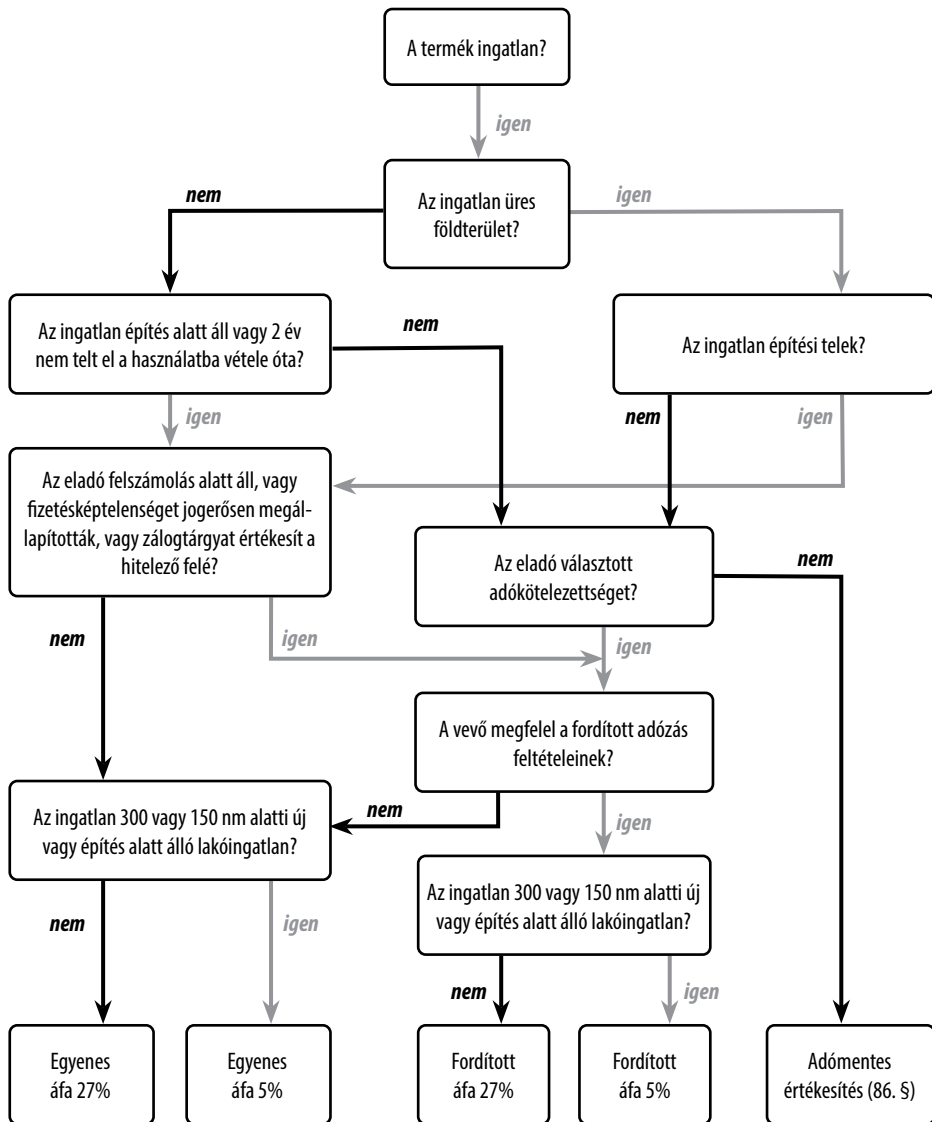 A termék ingatlan?
igen
nem
Az ingatlan üres
földterület?
igen
Az ingatlan építés alatt áll vagy 2 év
nem telt el a használatba vétele óta?
nem
Az ingatlan építési telek?
igen
nem
igen
Az eladó felszámolás alatt áll, vagy
fizetésképtelenséget jogerősen megál-
lapították, vagy zálogtárgyat értékesít a
hitelező felé?
Az eladó választott
adókötelezettséget?
nem
nem
igen
igen
A vevő megfelel a fordított adózás
feltételeinek?
Az ingatlan 300 vagy 150 nm alatti új
vagy építés alatt álló lakóingatlan?
nem
igen
Az ingatlan 300 vagy 150 nm alatti új
vagy építés alatt álló lakóingatlan?
nem
igen
nem
igen
Egyenes
áfa 27%
Egyenes
áfa 5%
Fordított
áfa 27%
Fordított
áfa 5%
Adómentes
értékesítés (86. §)